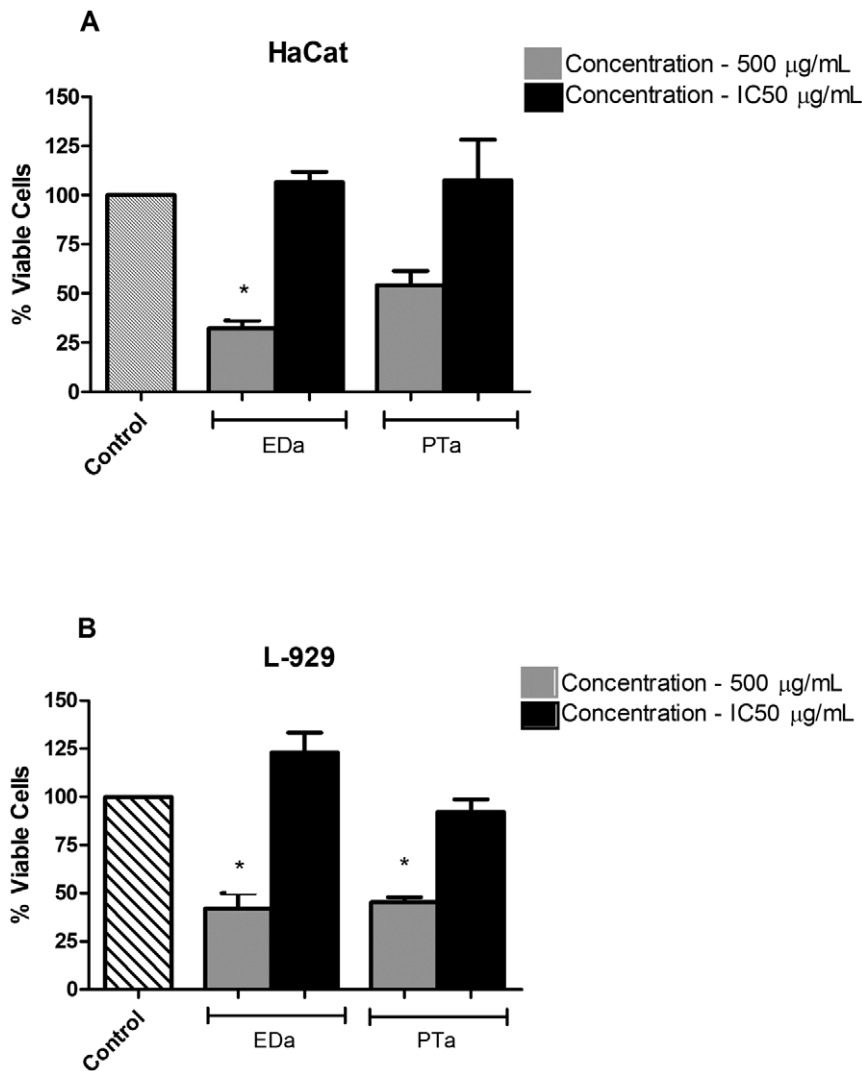 A
HaCat
Concentration - 500 μg/mL
Concentration - IC50 μg/mL
% Viable Cells
150
125
100
75
50
25
0
*
Control
EDa
PTa
B
L-929
Concentration - 500 μg/mL
Concentration - IC50 μg/mL
% Viable Cells
150
125
100
75
50
25
0
*
*
Control
EDa
PTa